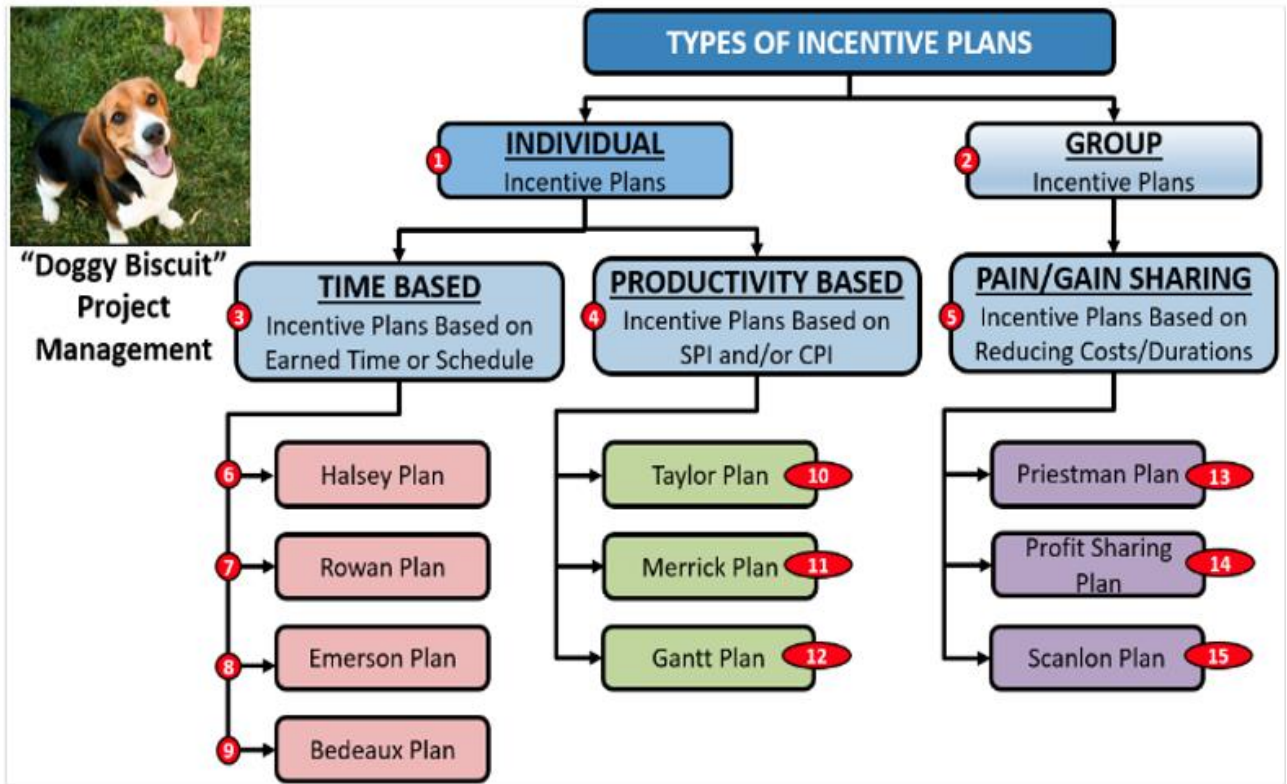 TYPES OF INCENTIVE PLANS
INDIVIDUAL
1
Incentive Plans
GROUP
2
Incentive Plans
“Doggy Biscuit”
Project
Management
TIME BASED
3
Incentive Plans Based on
Earned Time or Schedule
PRODUCTIVITY BASED
4
Incentive Plans Based on
SPI and/or CPI
PAIN/GAIN SHARING
5
Incentive Plans Based on
Reducing Costs/Durations
6
Halsey Plan
7
Rowan Plan
8
Emerson Plan
9
Bedeaux Plan
Taylor Plan
10
Merrick Plan
11
Gantt Plan
12
Priestman Plan
13
Profit Sharing
Plan
14
Scanlon Plan
15